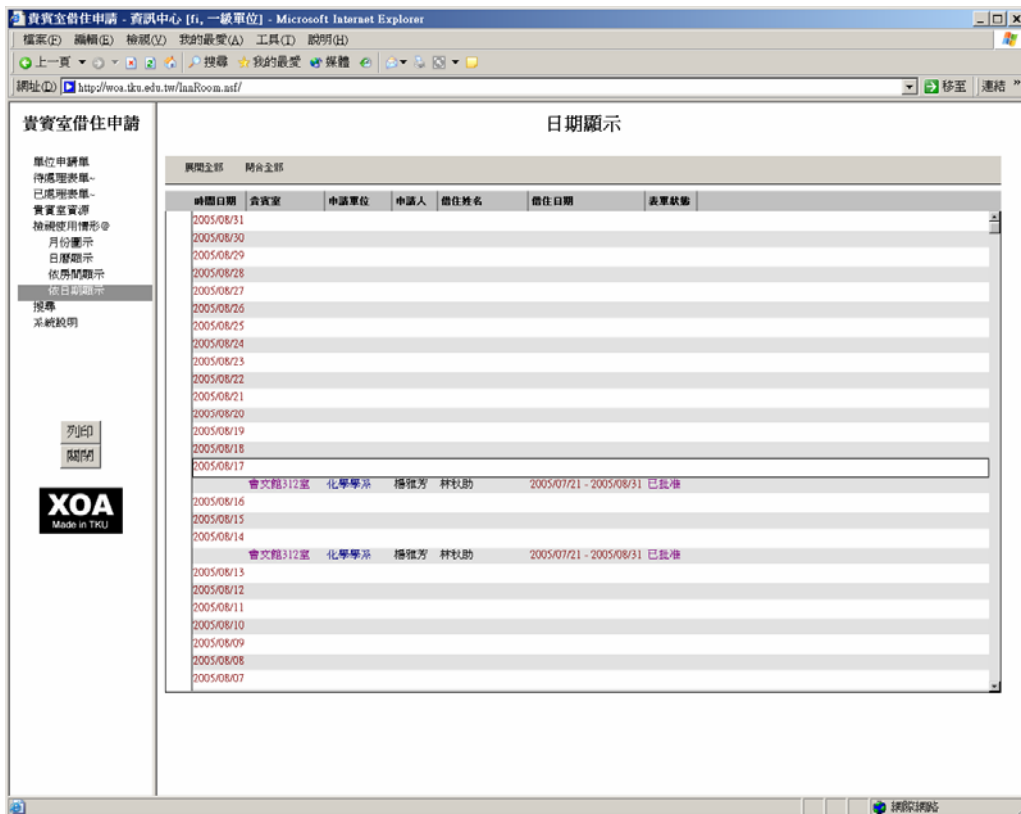 貴賓室借住申請 - 資訊中心 [fi, 一級單位] - Microsoft Internet Explorer
檔案(F) 編輯(E) 檢視(V) 我的最愛(A) 工具(T) 說明(H)
上一頁 搜尋 我的最愛 媒體
網址(D) http://woa.tku.edu.tw/InnRoom.nsf/ 移至 連結 »
貴賓室借住申請
單位申請單
待處理表單~
已處理表單~
貴賓室資源
檢視使用情形@
月份圖示
日曆顯示
依房間顯示
依日期顯示
搜尋
系統說明
列印
關閉
XOA
Made in TKU
日期顯示
展開全部 閉合全部
時間日期 貴賓室 申請單位 申請人 借住姓名 借住日期 表單狀態
2005/08/31
2005/08/30
2005/08/29
2005/08/28
2005/08/27
2005/08/26
2005/08/25
2005/08/24
2005/08/23
2005/08/22
2005/08/21
2005/08/20
2005/08/19
2005/08/18
2005/08/17
會文館312室 化學學系 楊雅芳 林秋助 2005/07/21 - 2005/08/31 已批准
2005/08/16
2005/08/15
2005/08/14
會文館312室 化學學系 楊雅芳 林秋助 2005/07/21 - 2005/08/31 已批准
2005/08/13
2005/08/12
2005/08/11
2005/08/10
2005/08/09
2005/08/08
2005/08/07
網際網路